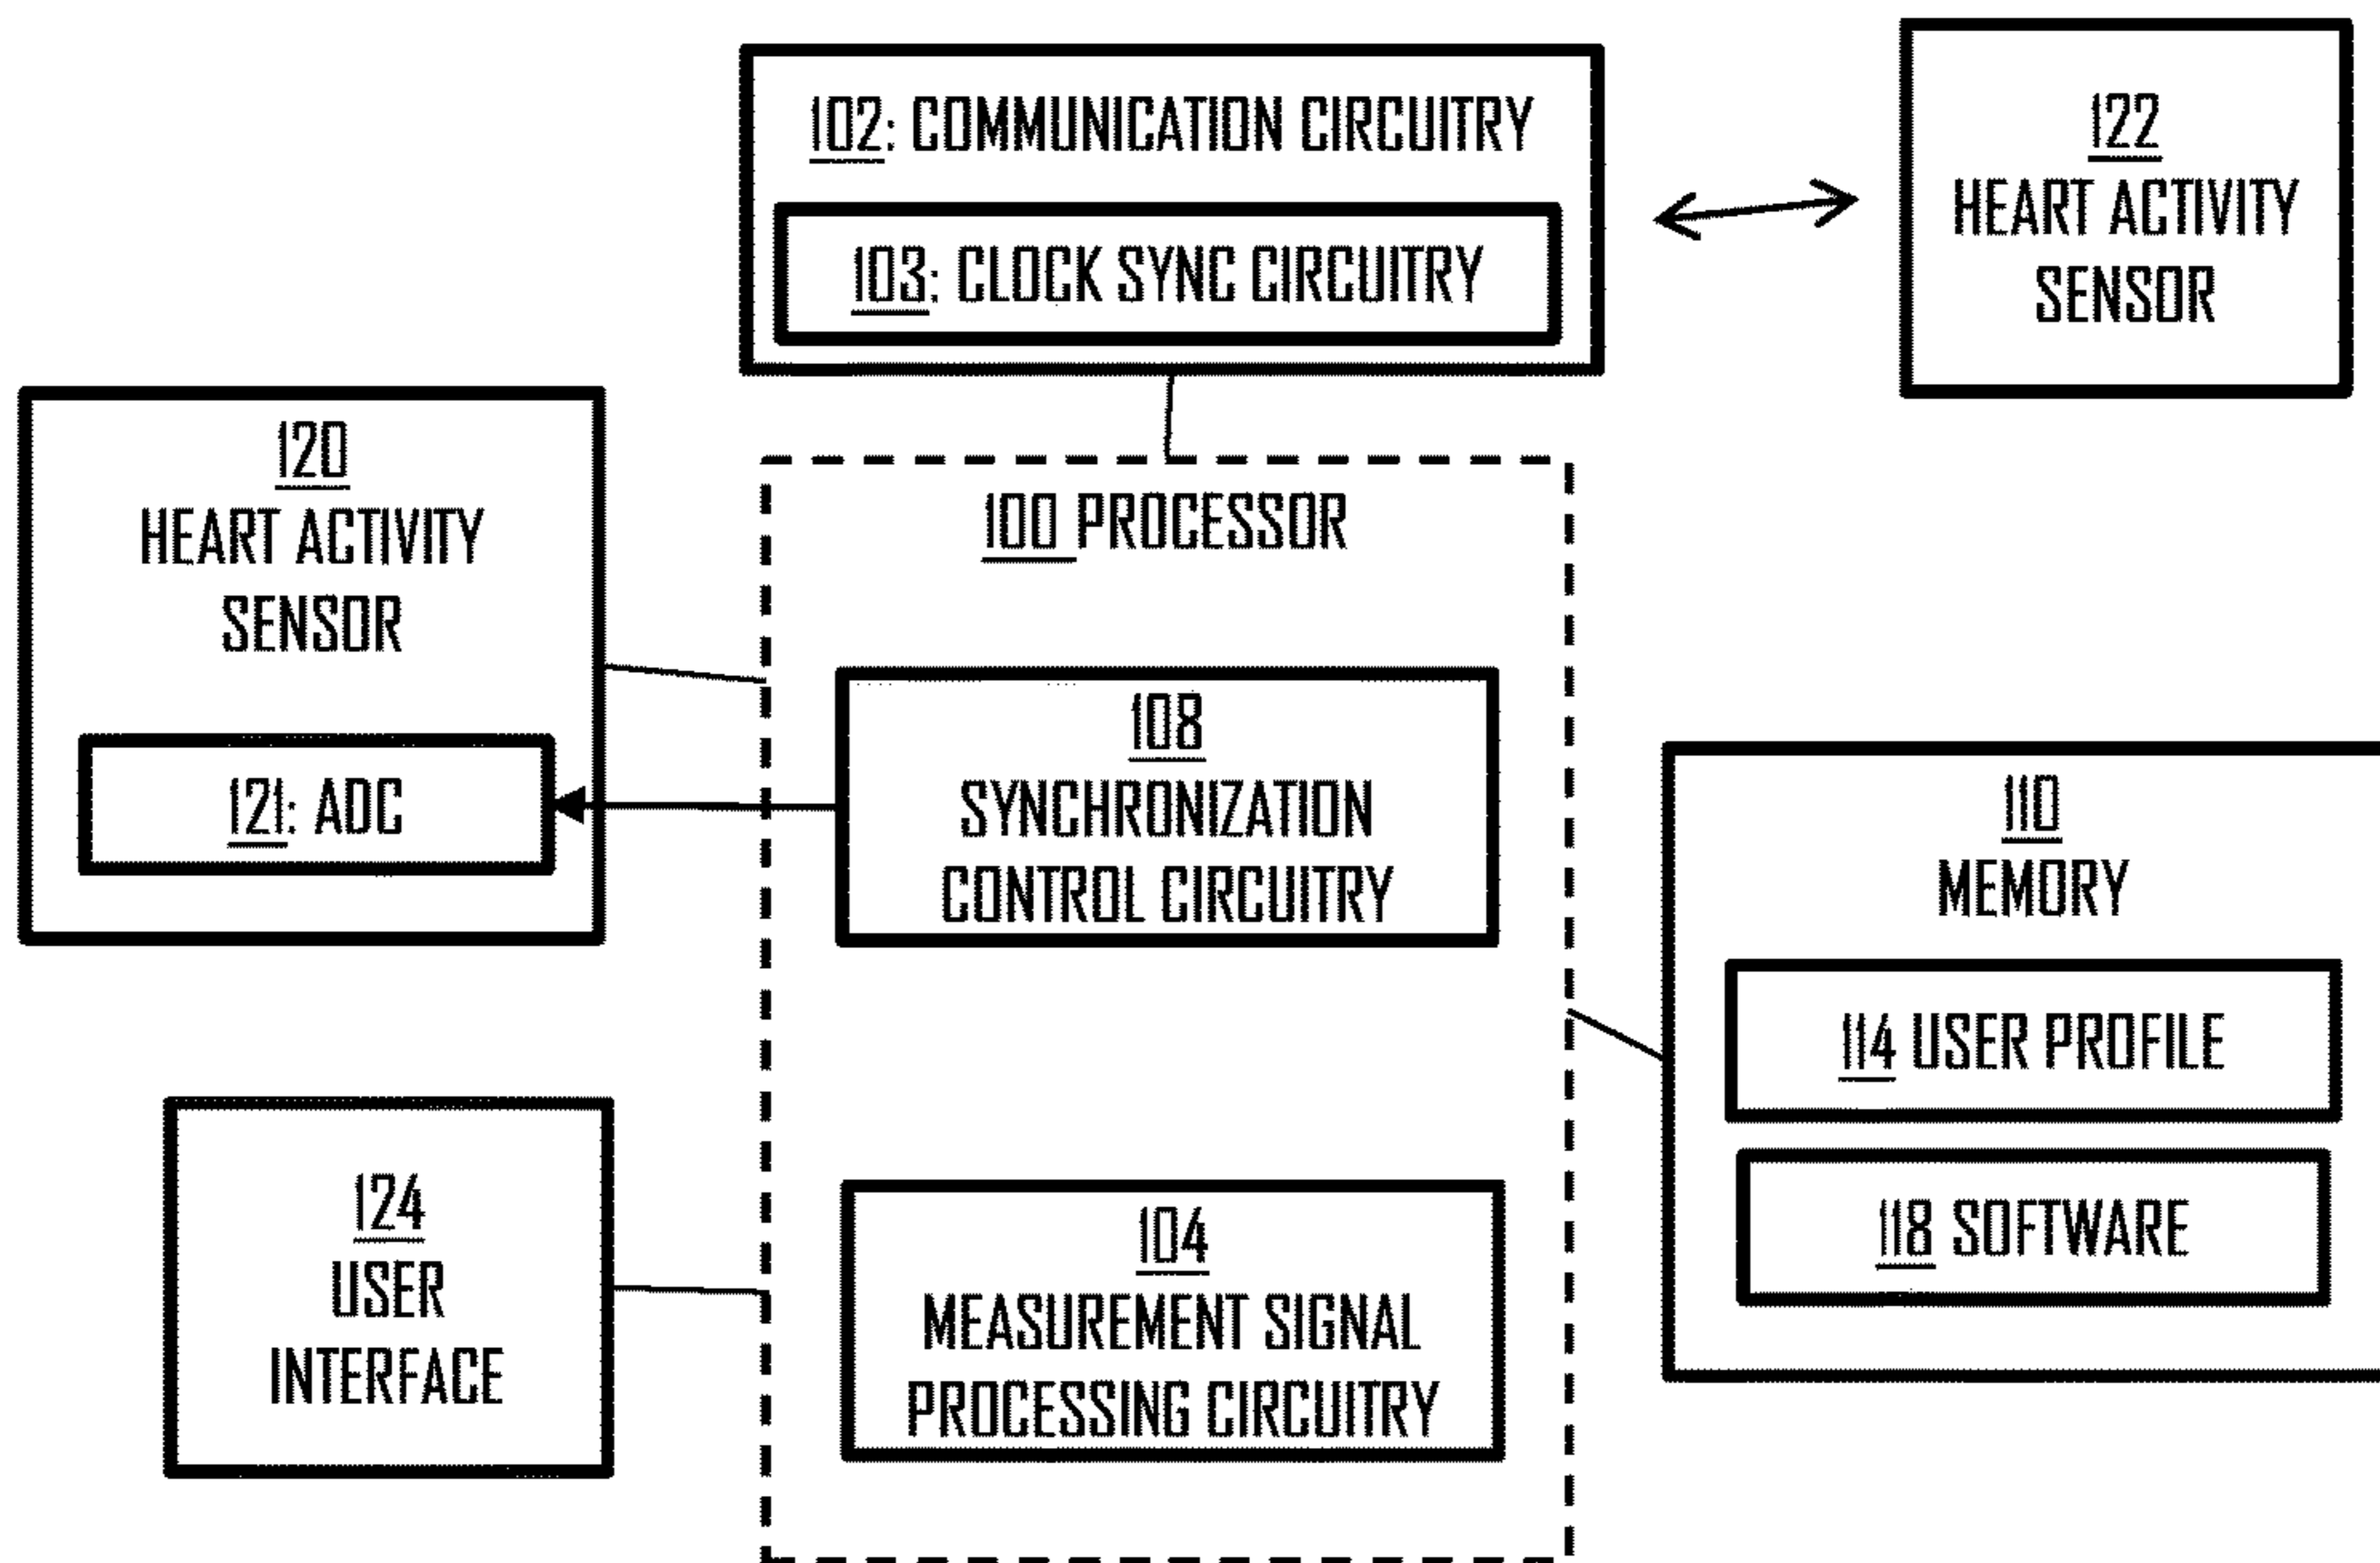 102: COMMUNICATION CIRCUITRY
103: CLOCK SYNC CIRCUITRY
122
HEART ACTIVITY
SENSOR
120
HEART ACTIVITY
SENSOR
121: ADC
100 PROCESSOR
108
SYNCHRONIZATION
CONTROL CIRCUITRY
110
MEMORY
114 USER PROFILE
118 SOFTWARE
124
USER
INTERFACE
104
MEASUREMENT SIGNAL
PROCESSING CIRCUITRY